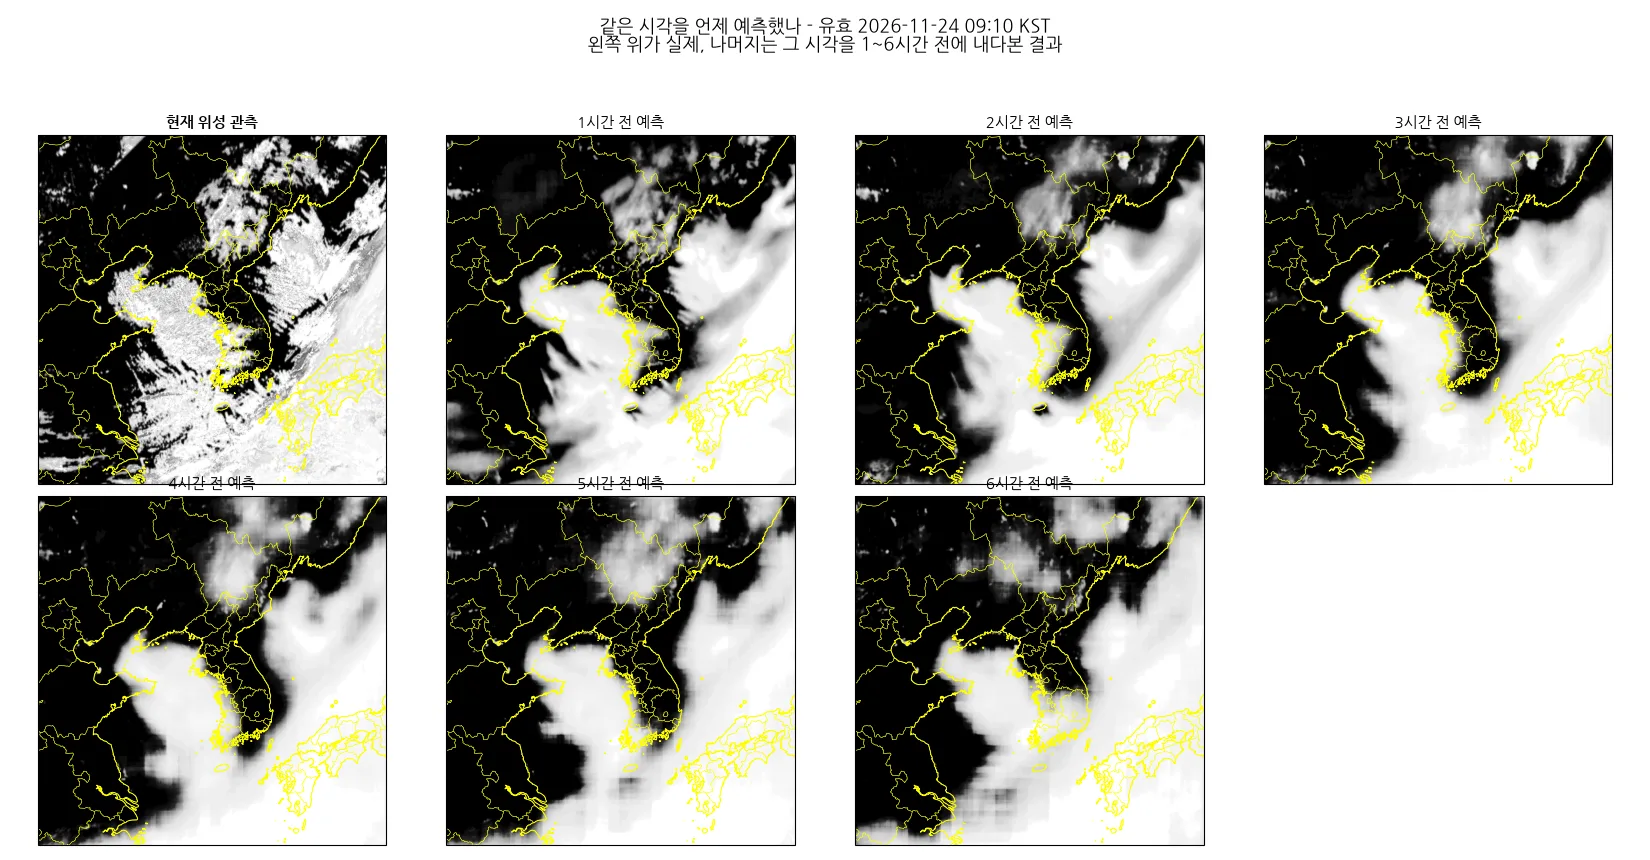 같은 시각을 언제 예측했나 - 유효 2026-11-24 09:10 KST
왼쪽 위가 실제, 나머지는 그 시각을 1~6시간 전에 내다본 결과
현재 위성 관측
1시간 전 예측
2시간 전 예측
3시간 전 예측
4시간 전 예측
5시간 전 예측
6시간 전 예측